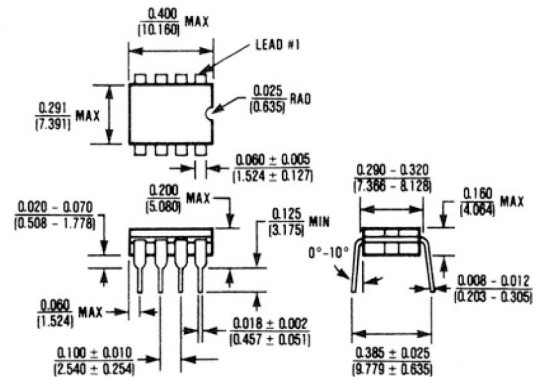 0.400
(10.160) MAX
LEAD #1
0.025
(0.635) RAD
0.291
(7.391) MAX
0.060 ± 0.005
(1.524 ± 0.127)
0.290 - 0.320
(7.366 - 8.128)
0.200
(5.080) MAX
0.160
(4.064) MAX
0.020 - 0.070
(0.508 - 1.778)
0.125
(3.175) MIN
0°-10°
0.008 - 0.012
(0.203 - 0.305)
0.060
(1.524) MAX
0.018 ± 0.002
(0.457 ± 0.051)
0.100 ± 0.010
(2.540 ± 0.254)
0.385 ± 0.025
(9.779 ± 0.635)